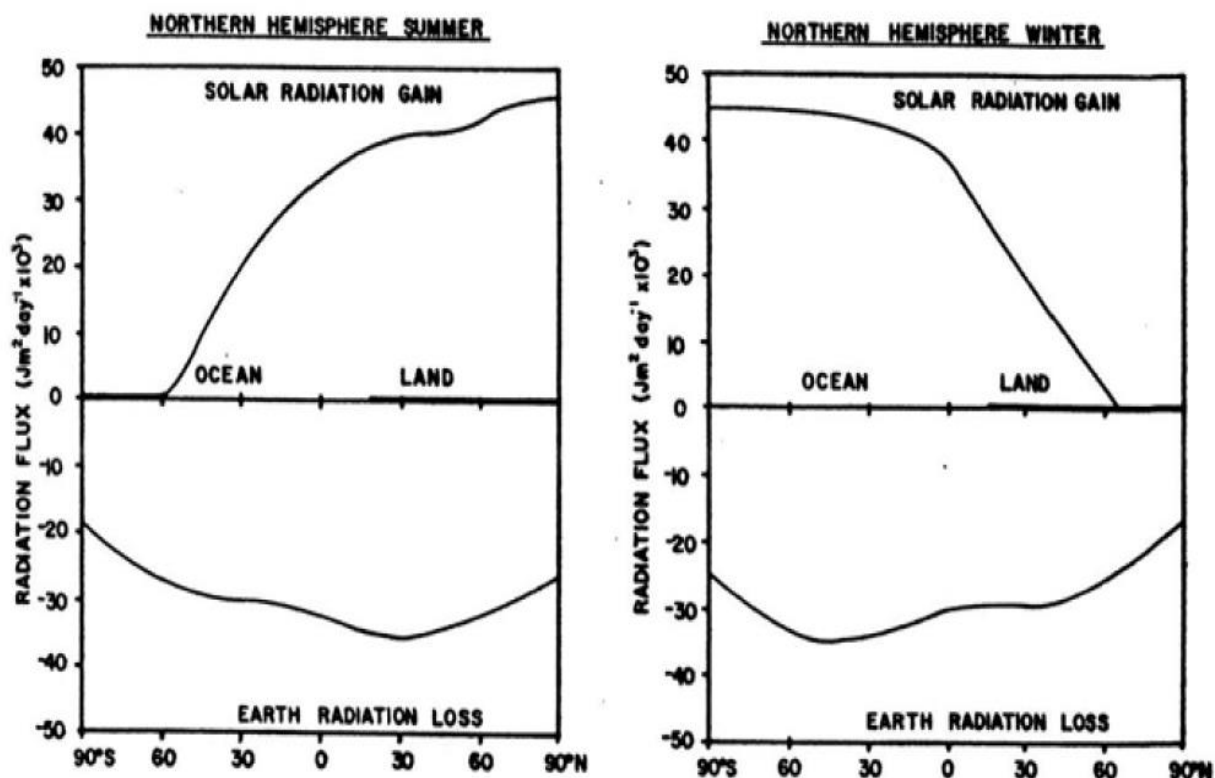 NORTHERN HEMISPHERE SUMMER
50
SOLAR RADIATION GAIN
40
30
20
10
OCEAN LAND
0
-10
-20
-30
-40
EARTH RADIATION LOSS
-50
90°S 60 30 0 30 60 90°N
RADIATION FLUX (Jm² day⁻¹ x10³)
NORTHERN HEMISPHERE WINTER
50
SOLAR RADIATION GAIN
40
30
20
10
OCEAN LAND
0
-10
-20
-30
-40
EARTH RADIATION LOSS
-50
90°S 60 30 0 30 60 90°N
RADIATION FLUX (Jm² day⁻¹ x10³)